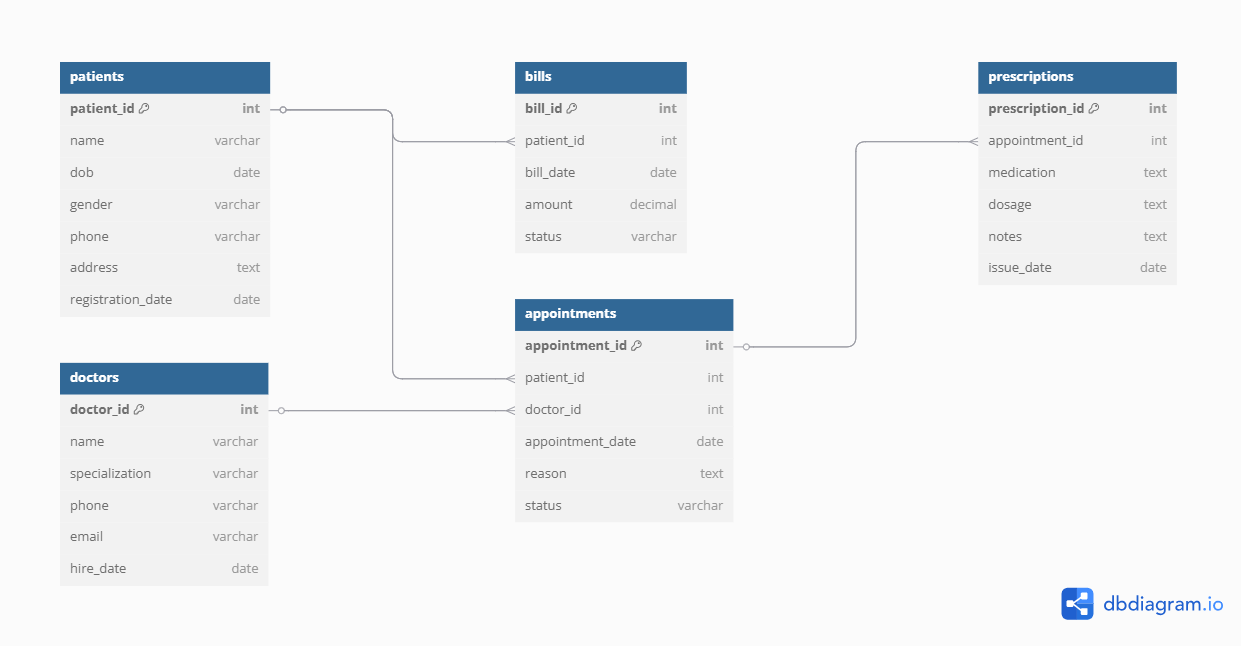 patients
patient_id int
name varchar
dob date
gender varchar
phone varchar
address text
registration_date date
doctors
doctor_id int
name varchar
specialization varchar
phone varchar
email varchar
hire_date date
bills
bill_id int
patient_id int
bill_date date
amount decimal
status varchar
appointments
appointment_id int
patient_id int
doctor_id int
appointment_date date
reason text
status varchar
prescriptions
prescription_id int
appointment_id int
medication text
dosage text
notes text
issue_date date
dbdiagram.io